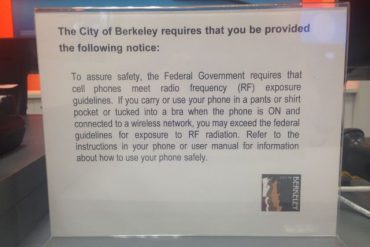 The City of Berkeley requires that you be provided
the following notice:
To assure safety, the Federal Government requires that
cell phones meet radio frequency (RF) exposure
guidelines. If you carry or use your phone in a pants or shirt
pocket or tucked into a bra when the phone is ON and
connected to a wireless network, you may exceed the federal
guidelines for exposure to RF radiation. Refer to the
instructions in your phone or user manual for information
about how to use your phone safely.
BERKELEY